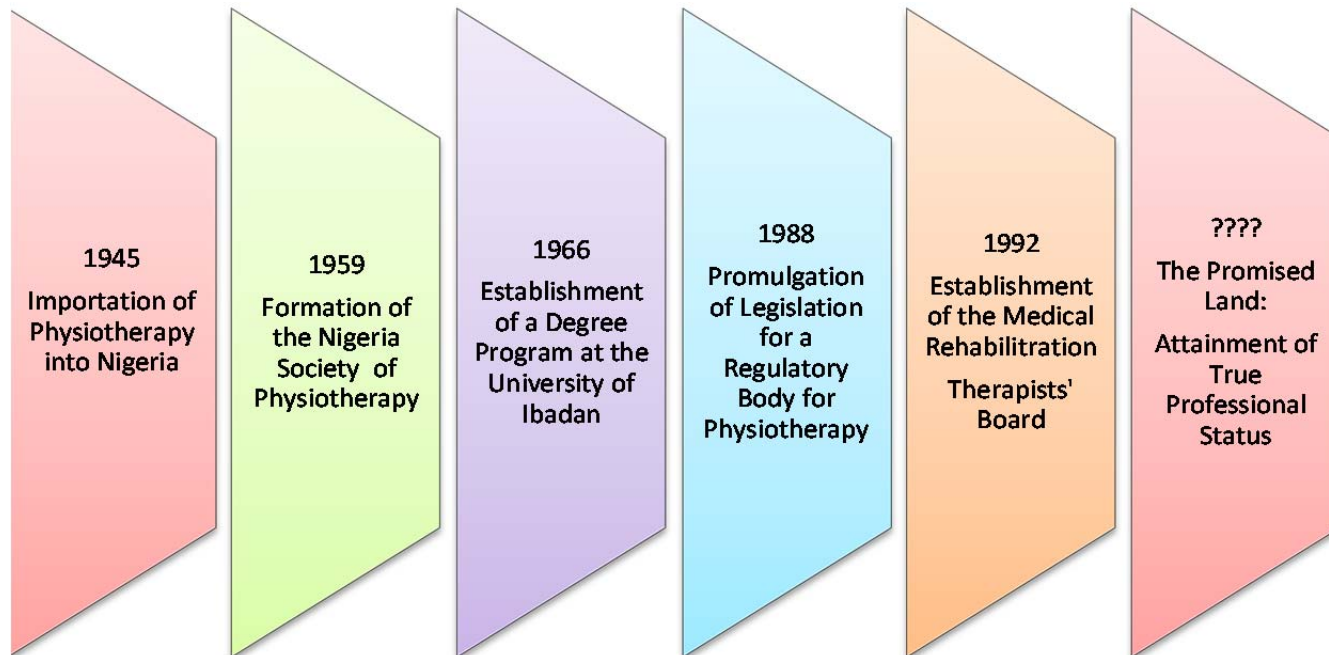 1945
Importation of
Physiotherapy
into Nigeria
1959
Formation of
the Nigeria
Society of
Physiotherapy
1966
Establishment
of a Degree
Program at the
University of
Ibadan
1988
Promulgation
of Legislation
for a
Regulatory
Body for
Physiotherapy
1992
Establishment
of the Medical
Rehabilitration
Therapists'
Board
????
The Promised
Land:
Attainment of
True
Professional
Status